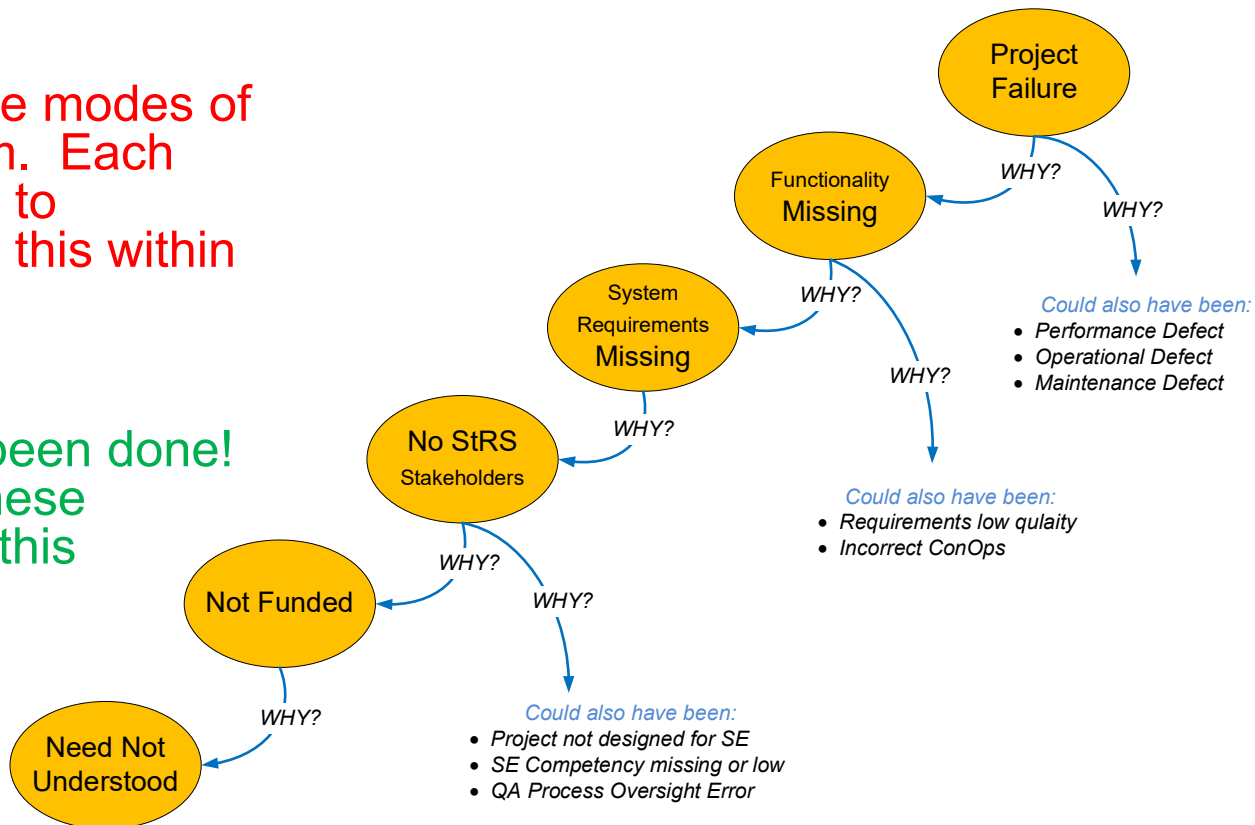 Project
Failure
e modes of
n. Each
to
this within
WHY?
Functionality
Missing
WHY?
System
Requirements
Missing
WHY?
Could also have been:
• Performance Defect
• Operational Defect
• Maintenance Defect
WHY?
WHY?
No StRS
Stakeholders
been done!
nese
this
Could also have been:
• Requirements low qulaity
• Incorrect ConOps
WHY?
WHY?
Not Funded
WHY?
Could also have been:
• Project not designed for SE
• SE Competency missing or low
• QA Process Oversight Error
Need Not
Understood